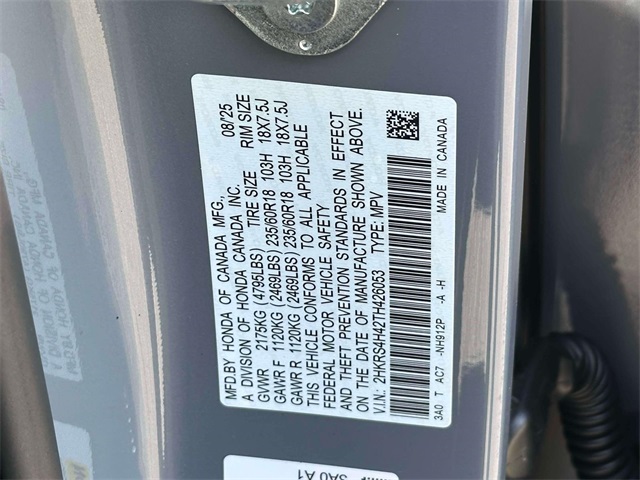 MFD.BY HONDA OF CANADA MFG, 08/'25
A DIVISION OF HONDA CANADA INC.
TIRE SIZE RIM SIZE
GVWR 2175KG (4795LBS)
GAWR F 1120KG (2469LBS) 235/60R18 103H 18X7.5J
GAWR R 1120KG (2469LBS) 235/60R18 103H 18X7.5J
THIS VEHICLE CONFORMS TO ALL APPLICABLE
FEDERAL MOTOR VEHICLE SAFETY
AND THEFT PREVENTION STANDARDS IN EFFECT
ON THE DATE OF MANUFACTURE SHOWN ABOVE.
V.I.N: 2HKRS4H42TH426053 TYPE: MPV
3A0 T AC7 -NH912P -A -H
MADE IN CANADA
3A0 A1